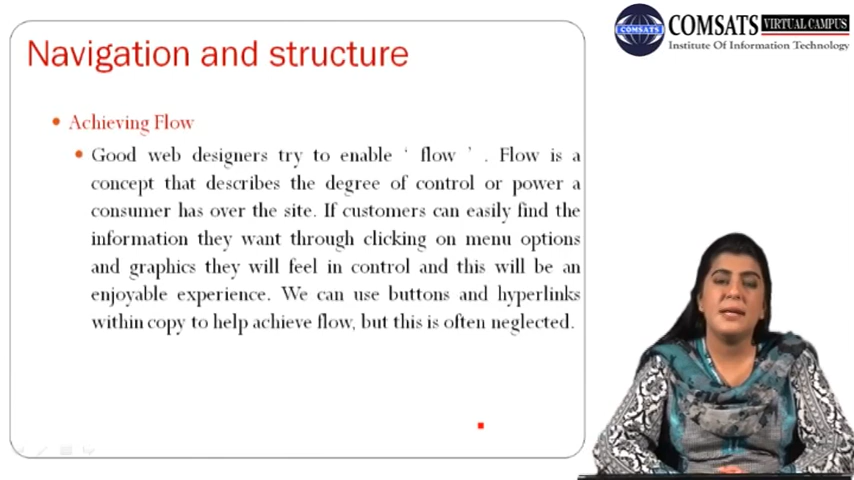 Navigation and structure
COMSATS VIRTUAL CAMPUS
COMSATS
Institute Of Information Technology
• Achieving Flow
• Good web designers try to enable ‘ flow ’ . Flow is a
concept that describes the degree of control or power a
consumer has over the site. If customers can easily find the
information they want through clicking on menu options
and graphics they will feel in control and this will be an
enjoyable experience. We can use buttons and hyperlinks
within copy to help achieve flow, but this is often neglected.